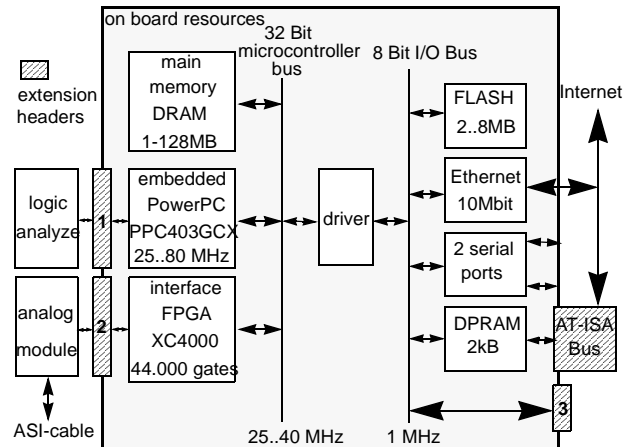 on board resources
extension
headers
32 Bit
microcontroller
bus
8 Bit I/O Bus
main
memory
DRAM
1-128MB
FLASH
2..8MB
Internet
logic
analyze
1
embedded
PowerPC
PPC403GCX
25..80 MHz
driver
Ethernet
10Mbit
2 serial
ports
analog
module
2
interface
FPGA
XC4000
44.000 gates
DPRAM
2kB
AT-ISA
Bus
3
ASI-cable
25..40 MHz
1 MHz